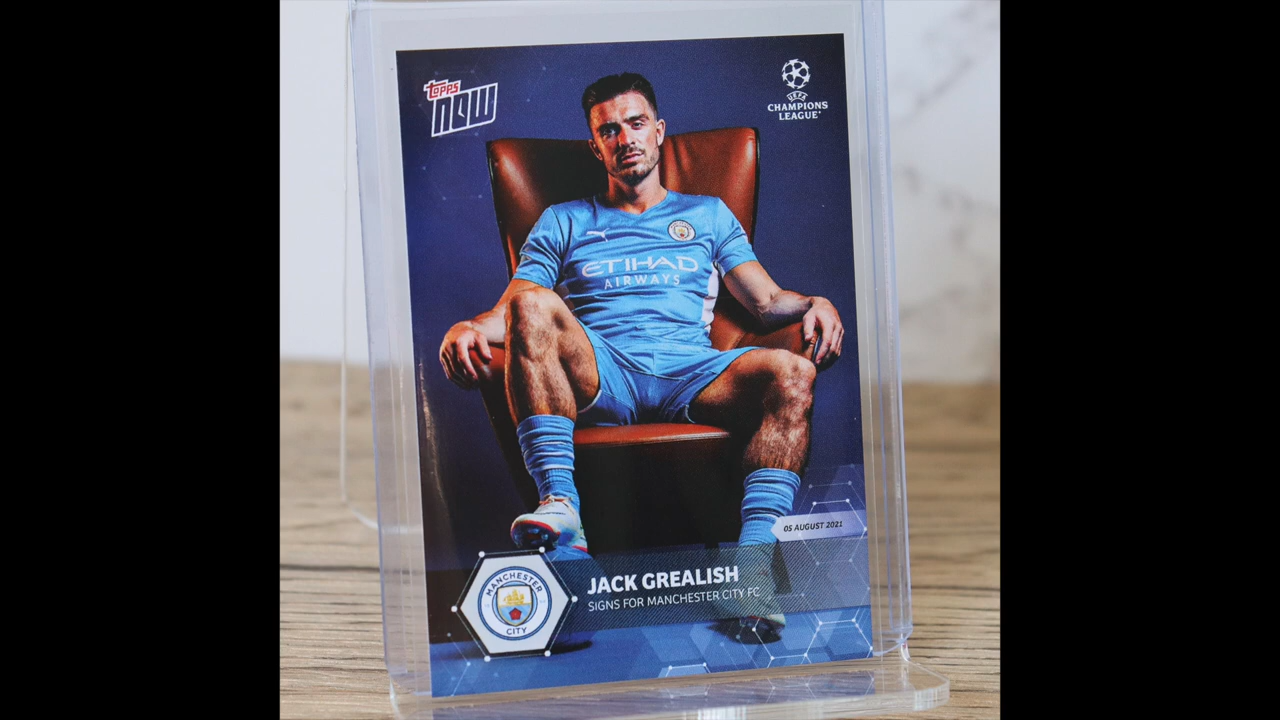 topps
NOW
UEFA
CHAMPIONS
LEAGUE
ETIHAD
AIRWAYS
05 AUGUST 2021
MANCHESTER
CITY
JACK GREALISH
SIGNS FOR MANCHESTER CITY FC